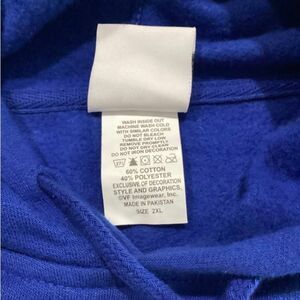 WASH INSIDE OUT
MACHINE WASH COLD
WITH SIMILAR COLORS
DO NOT BLEACH
TUMBLE DRY LOW
REMOVE PROMPTLY
DO NOT DRY CLEAN
DO NOT IRON DECORATION
60% COTTON
40% POLYESTER
EXCLUSIVE OF DECORATION
STYLE AND GRAPHICS,
©VF Imagewear, Inc.
MADE IN PAKISTAN
SIZE 2XL